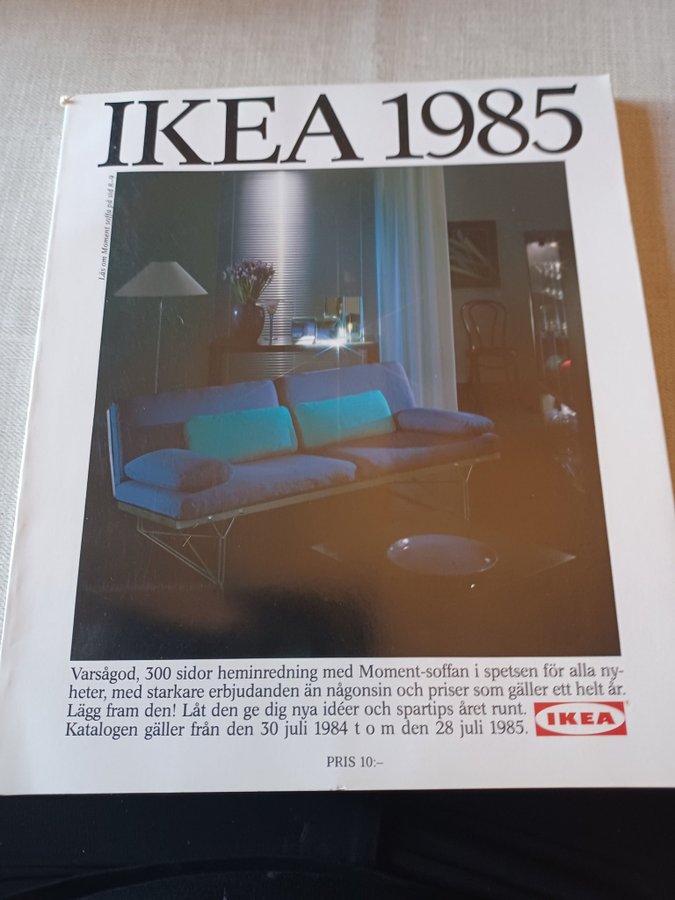 IKEA 1985
Läs om Moment soffa på sid 8-9
Varsågod, 300 sidor heminredning med Moment-soffan i spetsen för alla ny-
heter, med starkare erbjudanden än någonsin och priser som gäller ett helt år.
Lägg fram den! Låt den ge dig nya idéer och spartips året runt.
Katalogen gäller från den 30 juli 1984 t o m den 28 juli 1985.
IKEA
PRIS 10:–